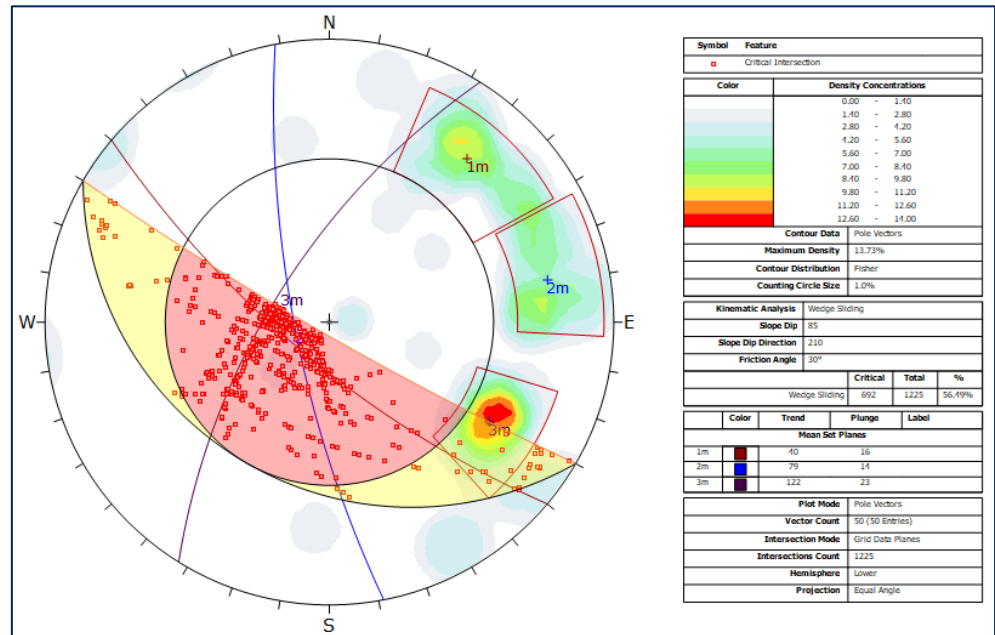 N
W
E
S
1m
2m
3m
3m
Symbol Feature
Critical Intersection
Color Density Concentrations
0.00 - 1.40
1.40 - 2.80
2.80 - 4.20
4.20 - 5.60
5.60 - 7.00
7.00 - 8.40
8.40 - 9.80
9.80 - 11.20
11.20 - 12.60
12.60 - 14.00
Contour Data Pole Vectors
Maximum Density 13.73%
Contour Distribution Fisher
Counting Circle Size 1.0%
Kinematic Analysis Wedge Sliding
Slope Dip 85
Slope Dip Direction 210
Friction Angle 30°
Critical Total %
Wedge Sliding 692 1225 56.49%
Color Trend Plunge Label
Mean Set Planes
1m 40 16
2m 79 14
3m 122 23
Plot Mode Pole Vectors
Vector Count 50 (50 Entries)
Intersection Mode Grid Data Planes
Intersections Count 1225
Hemisphere Lower
Projection Equal Angle